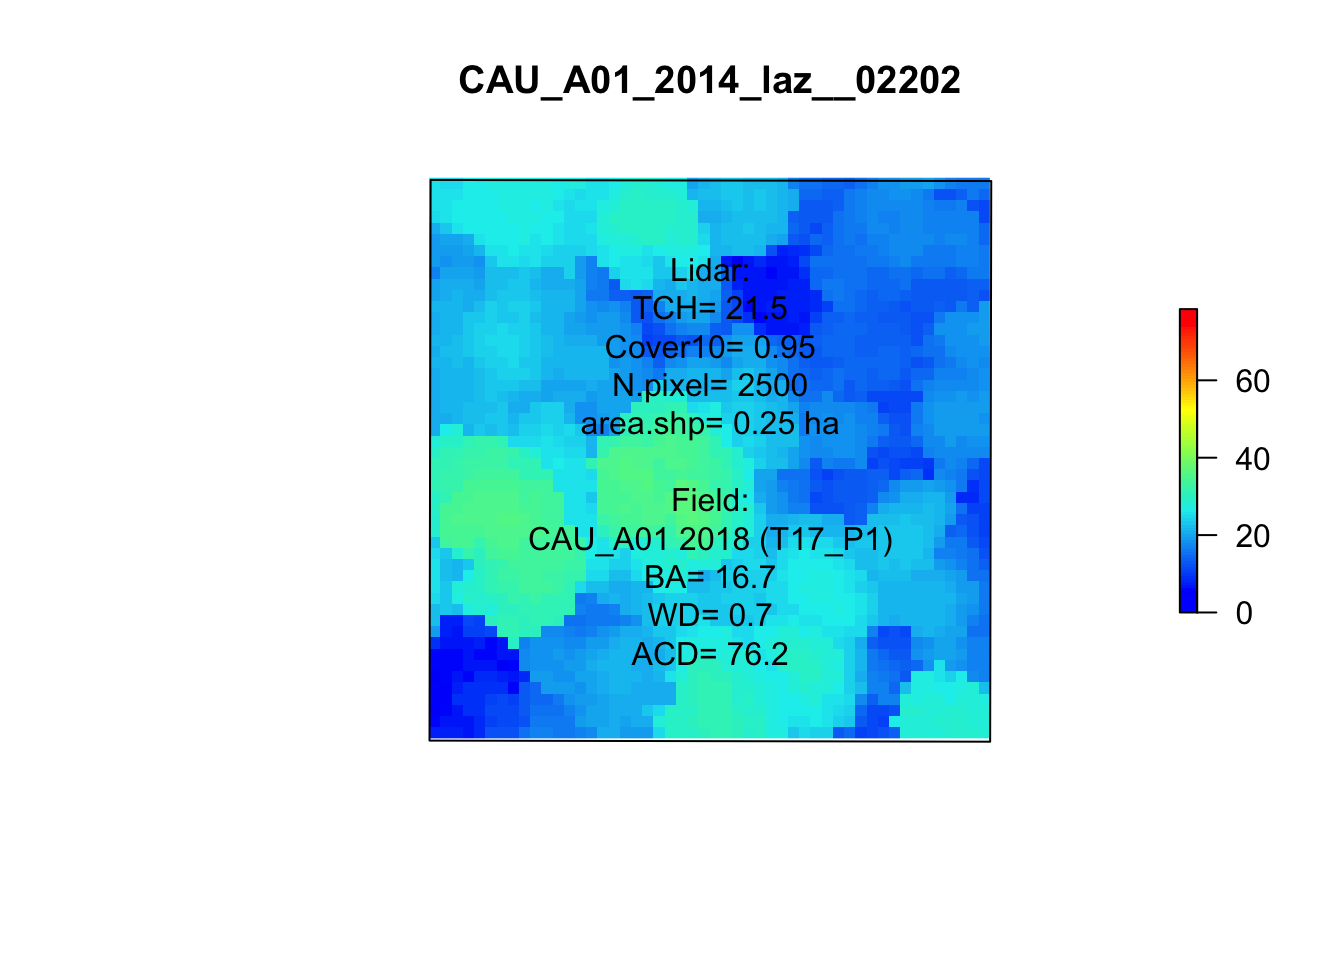 CAU_A01_2014_laz__02202
Lidar:
TCH= 21.5
Cover10= 0.95
N.pixel= 2500
area.shp= 0.25 ha
Field:
CAU_A01 2018 (T17_P1)
BA= 16.7
WD= 0.7
ACD= 76.2
60
40
20
0